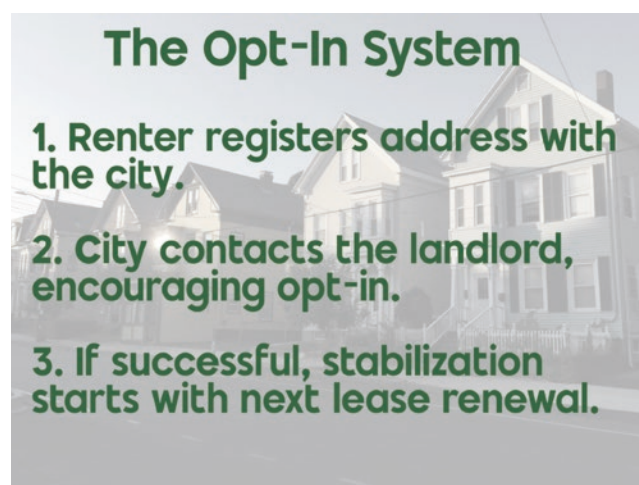 The Opt-In System
1. Renter registers address with
the city.
2. City contacts the landlord,
encouraging opt-in.
3. If successful, stabilization
starts with next lease renewal.